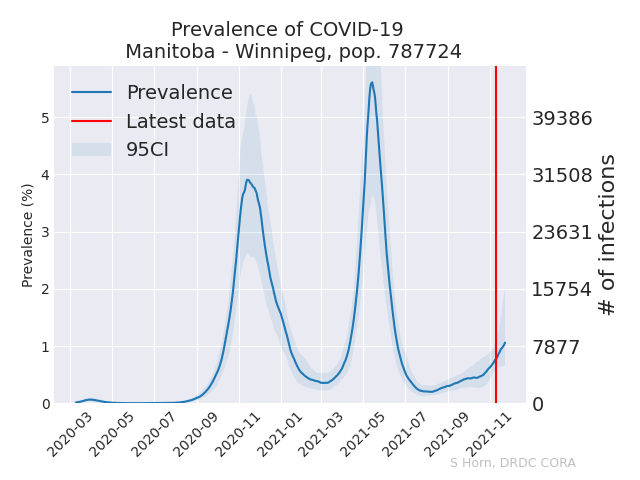 Prevalence of COVID-19
Manitoba - Winnipeg, pop. 787724
Prevalence
Latest data
95CI
Prevalence (%)
5
4
3
2
1
0
39386
31508
23631
15754
7877
0
# of infections
2020-03
2020-05
2020-07
2020-09
2020-11
2021-01
2021-03
2021-05
2021-07
2021-09
2021-11
S Horn, DRDC CORA